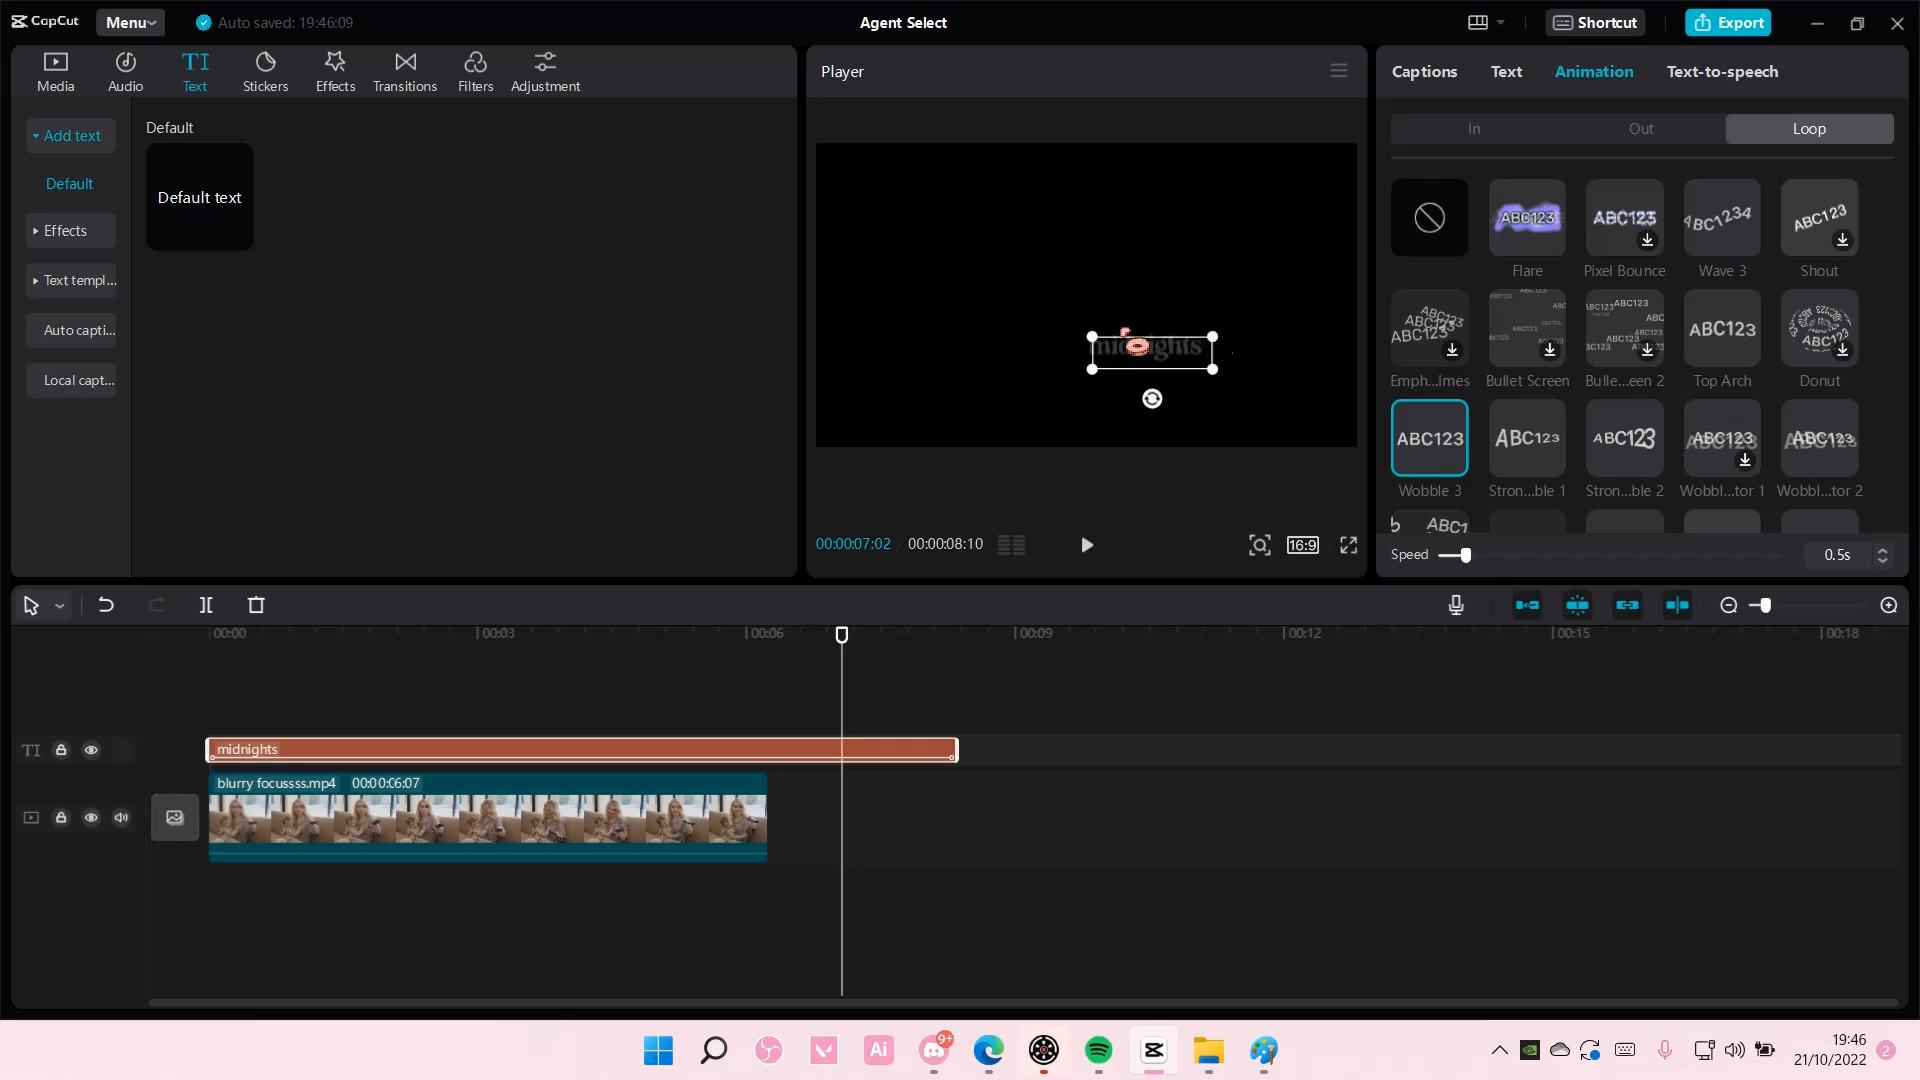 CapCut
Menu
Auto saved: 19:46:09
Agent Select
Shortcut
Export
Media
Audio
TI
Text
Stickers
Effects
Transitions
Filters
Adjustment
Add text
Default
Effects
Text templ...
Auto capti...
Local capt...
Default
Default text
Player
midnights
00:00:07:02 / 00:00:08:10
16:9
Captions
Text
Animation
Text-to-speech
In
Out
Loop
ABC123
ABC123
ABC1234
ABC123
Flare
Pixel Bounce
Wave 3
Shout
ABC123
ABC123
ABC123
ABC123
ABC123
ABC123
Emph...imes
Bullet Screen
Bulle...een 2
Top Arch
Donut
ABC123
ABC123
ABC123
ABC123
ABC123
Wobble 3
Stron...ble 1
Stron...ble 2
Wobbl...tor 1
Wobbl...tor 2
ABC1
Speed
0.5s
00:00
00:03
00:06
00:09
00:12
00:15
00:18
TI
midnights
blurry focussss.mp4 00:00:06:07
Ai
9+
19:46
21/10/2022
2